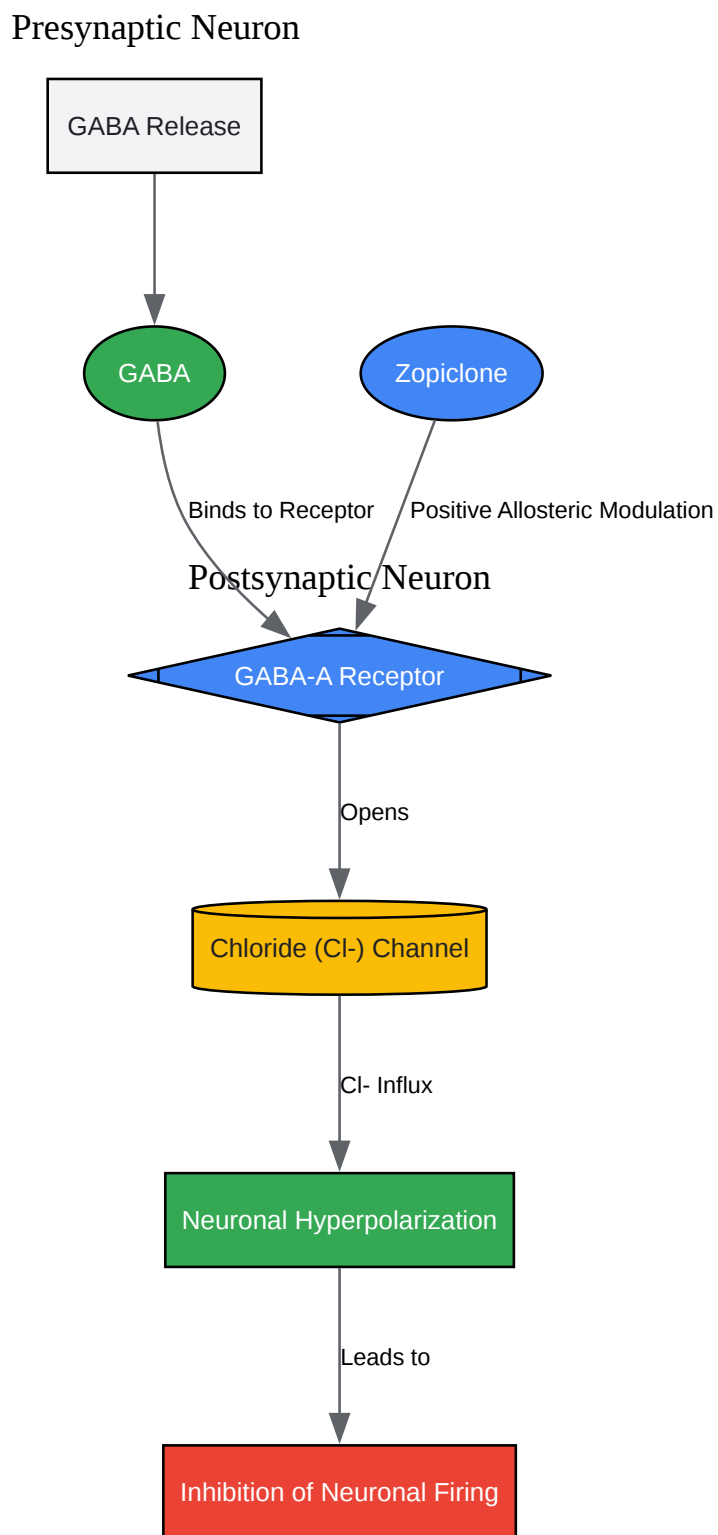 Presynaptic Neuron
GABA Release
GABA
Zopiclone
Binds to Receptor
Positive Allosteric Modulation
Postsynaptic Neuron
GABA-A Receptor
Opens
Chloride (Cl-) Channel
Cl- Influx
Neuronal Hyperpolarization
Leads to
Inhibition of Neuronal Firing